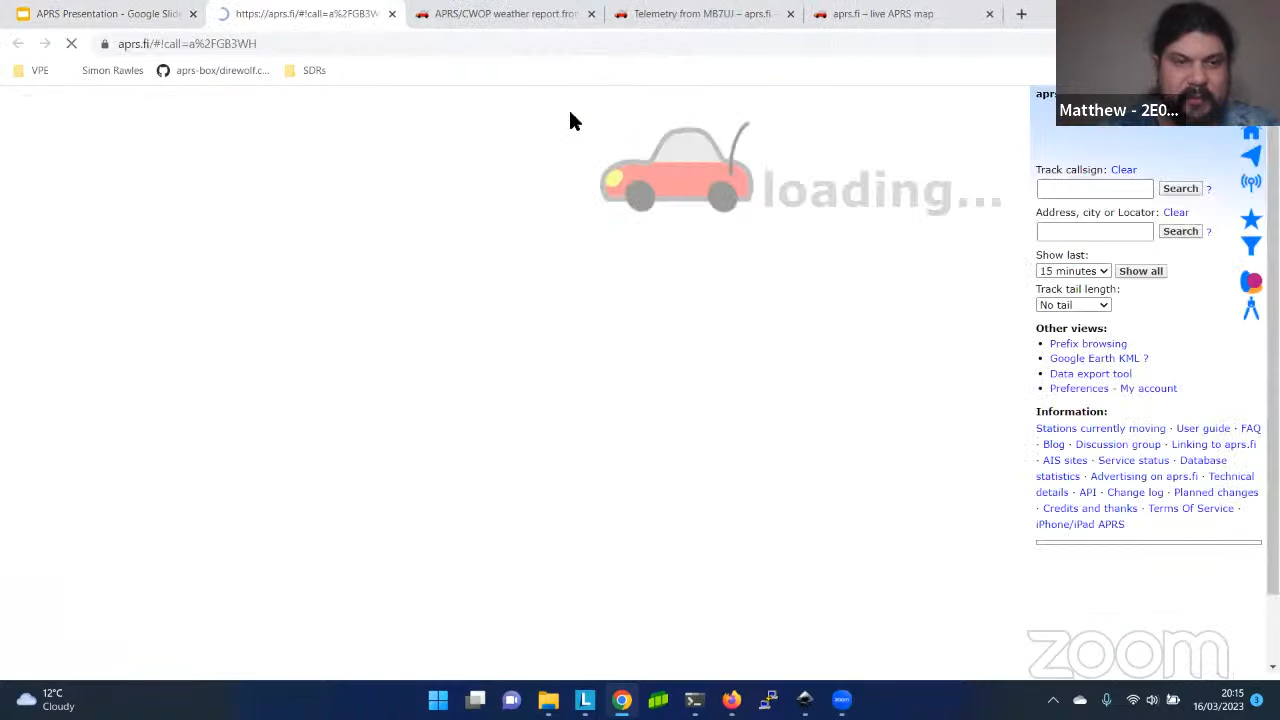 APRS Presentation - Google Slid
https://aprs.fi/#!call=a%2FGB3W
APRS/CWOP weather report from
Telemetry from MB7UJ – aprs.fi –
aprs.fi – live APRS map
aprs.fi/#!call=a%2FGB3WH
VPE
Simon Rawles
aprs-box/direwolf.c...
SDRs
aprs
Matthew - 2E0...
loading...
Track callsign: Clear
Search ?
Address, city or Locator: Clear
Search ?
Show last:
15 minutes Show all
Track tail length:
No tail
Other views:
• Prefix browsing
• Google Earth KML ?
• Data export tool
• Preferences - My account
Information:
Stations currently moving · User guide · FAQ
· Blog · Discussion group · Linking to aprs.fi
· AIS sites · Service status · Database
statistics · Advertising on aprs.fi · Technical
details · API · Change log · Planned changes
· Credits and thanks · Terms Of Service ·
iPhone/iPad APRS
zoom
12°C
Cloudy
L
zoom
20:15
16/03/2023
3